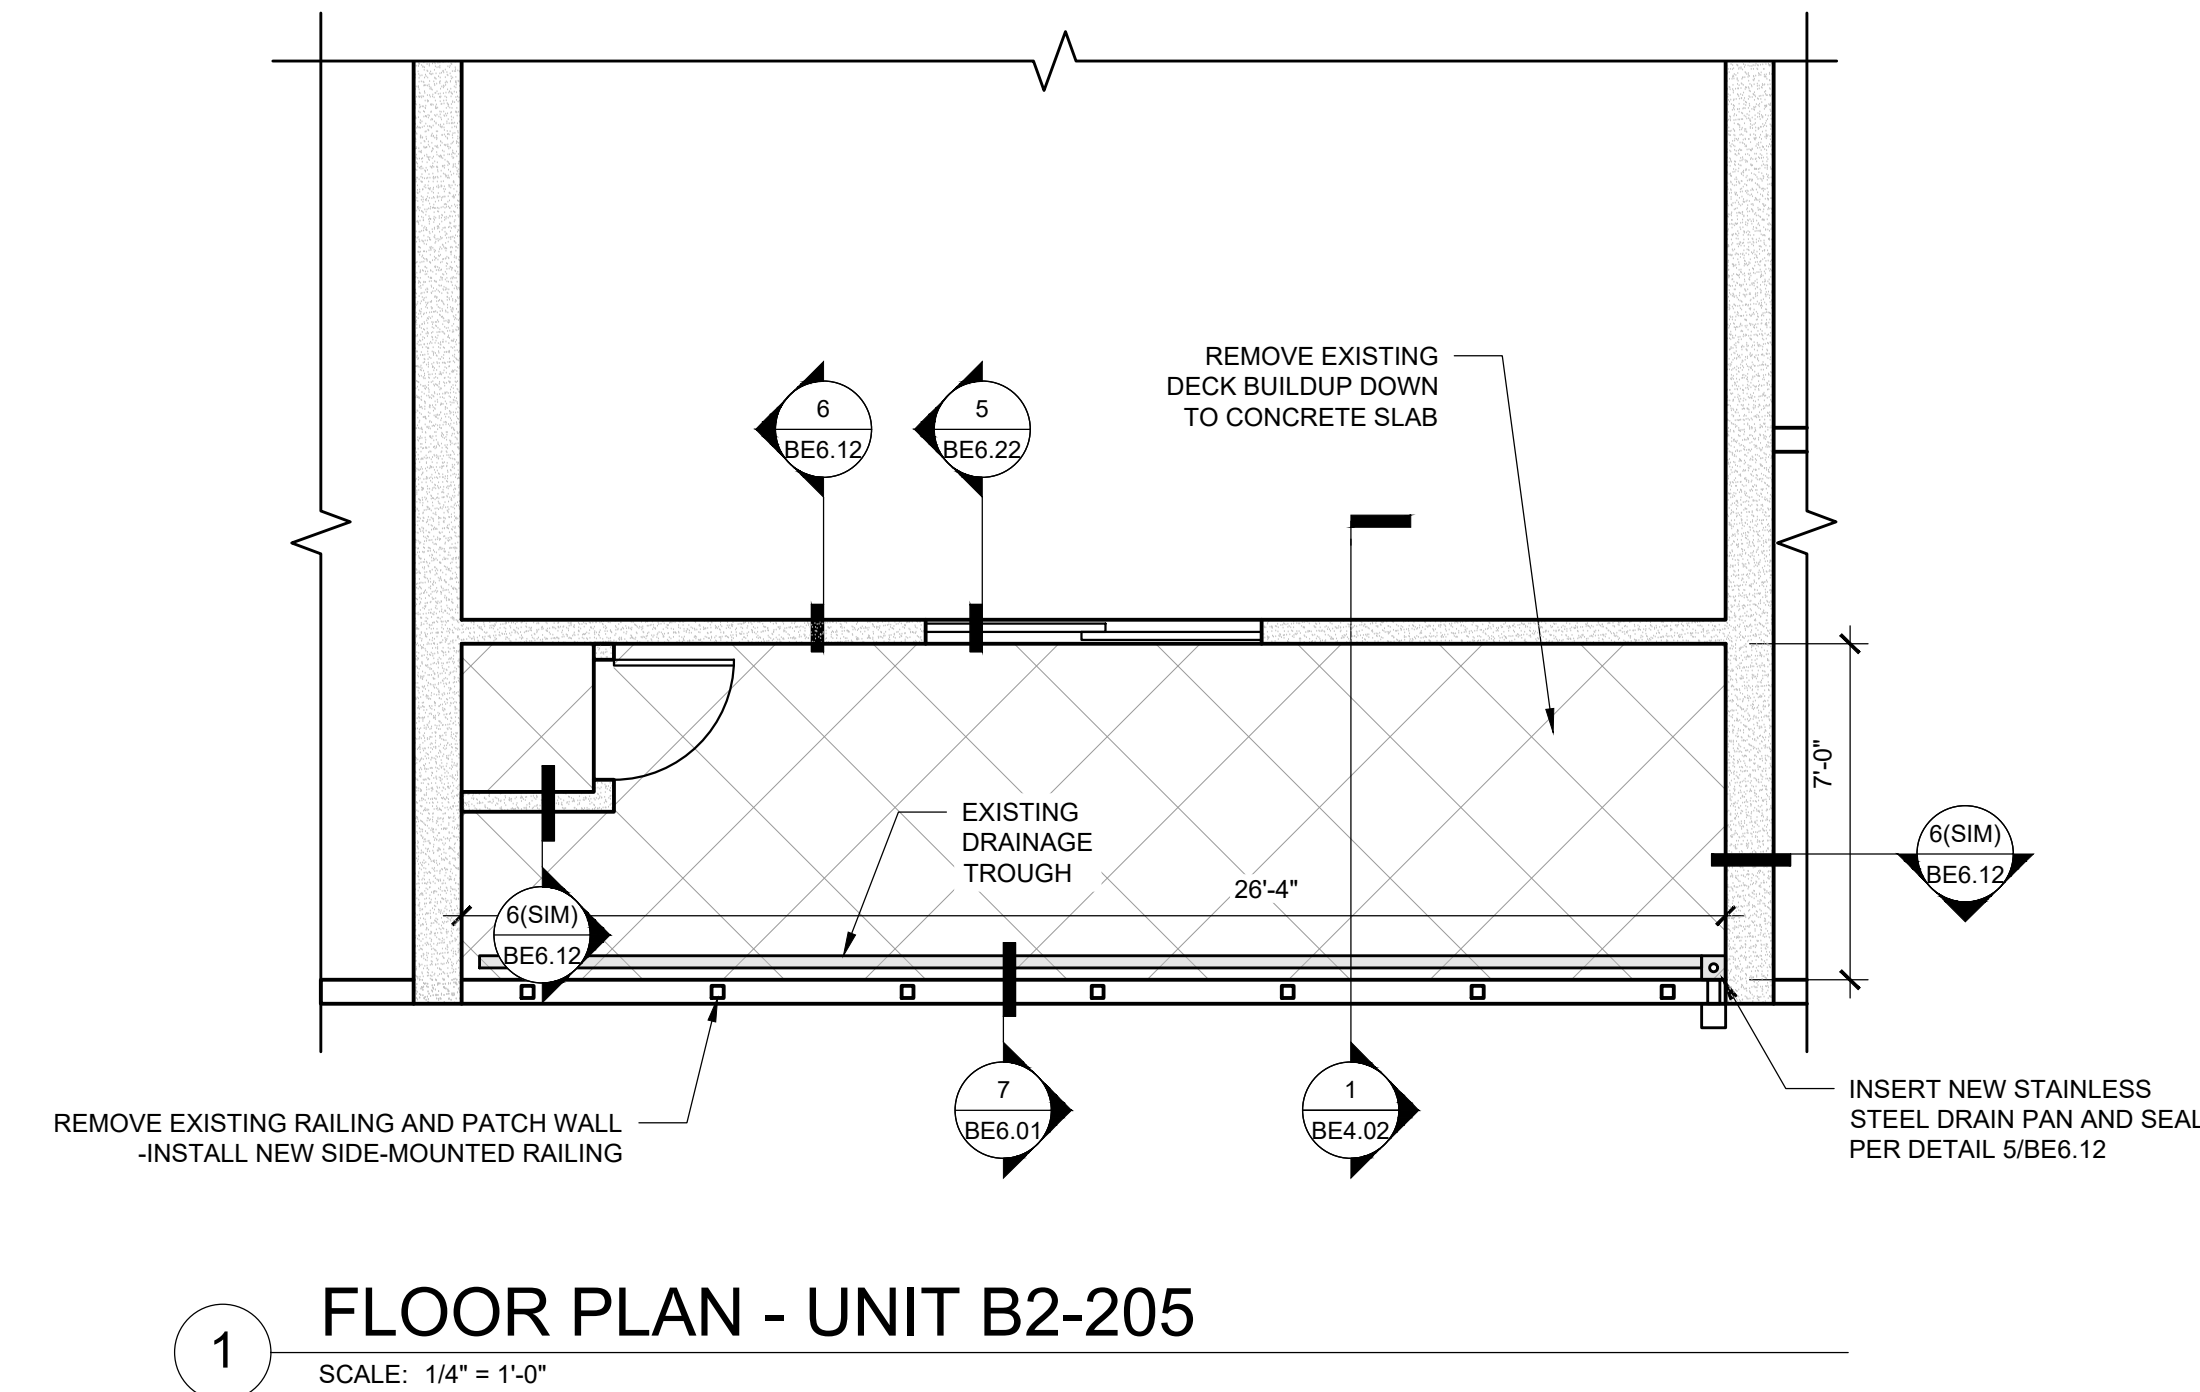 REMOVE EXISTING
DECK BUILDUP DOWN
TO CONCRETE SLAB
6
BE6.12
5
BE6.22
7'-0"
EXISTING
DRAINAGE
TROUGH
26'-4"
6(SIM)
BE6.12
6(SIM)
BE6.12
7
BE6.01
1
BE4.02
REMOVE EXISTING RAILING AND PATCH WALL
-INSTALL NEW SIDE-MOUNTED RAILING
INSERT NEW STAINLESS
STEEL DRAIN PAN AND SEAL
PER DETAIL 5/BE6.12
1
FLOOR PLAN - UNIT B2-205
SCALE: 1/4" = 1'-0"